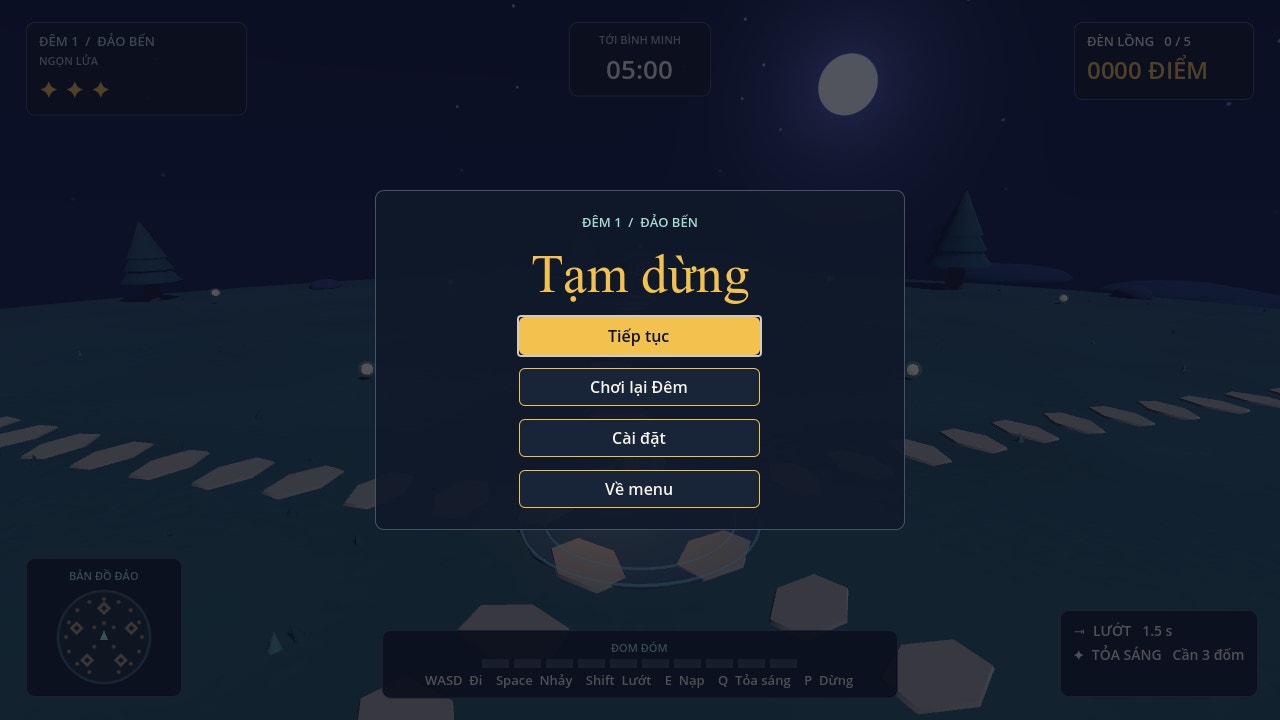 ĐÊM 1 / ĐẢO BẾN
NGỌN LỬA
TỚI BÌNH MINH
05:00
ĐÈN LỒNG 0 / 5
0000 ĐIỂM
ĐÊM 1 / ĐẢO BẾN
Tạm dừng
Tiếp tục
Chơi lại Đêm
Cài đặt
Về menu
BẢN ĐỒ ĐẢO
ĐOM ĐÓM
WASD Đi Space Nhảy Shift Lướt E Nạp Q Tỏa sáng P Dừng
→ LƯỚT 1.5 s
✦ TỎA SÁNG Cần 3 đốm